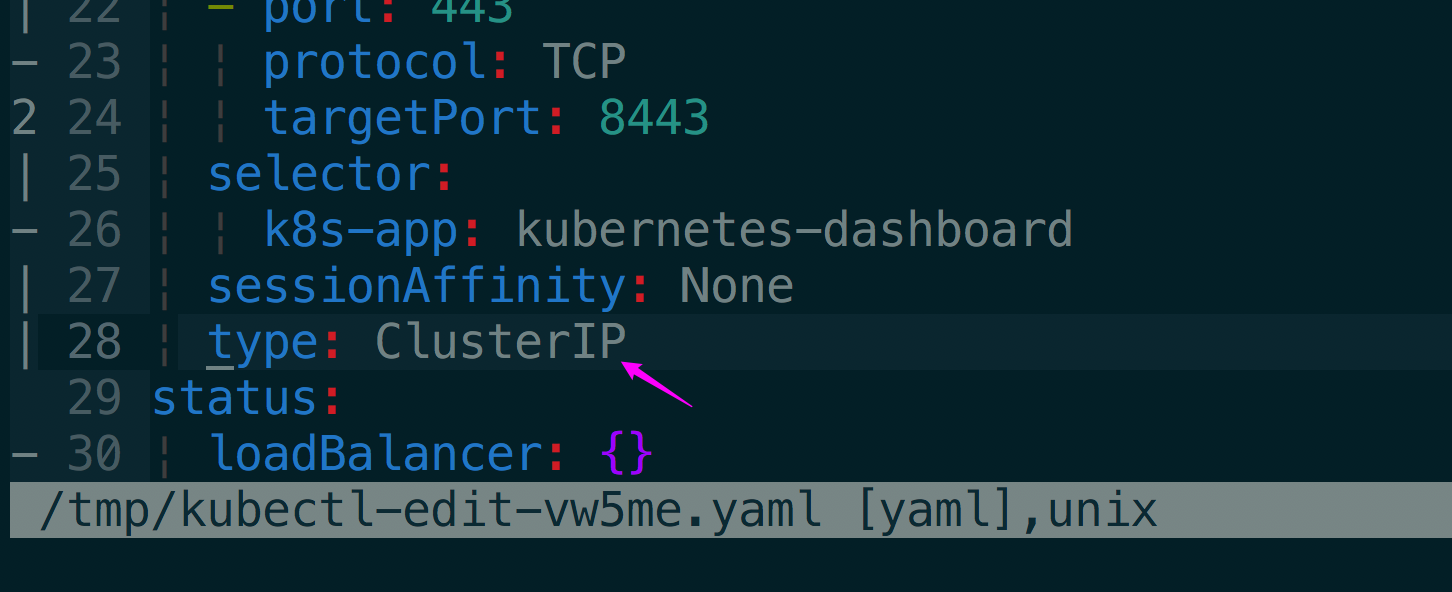 | 22 ¦ - port: 443
- 23 ¦ ¦ protocol: TCP
2 24 ¦ ¦ targetPort: 8443
| 25 ¦ selector:
- 26 ¦ ¦ k8s-app: kubernetes-dashboard
| 27 ¦ sessionAffinity: None
| 28 ¦ type: ClusterIP
29 status:
- 30 ¦ loadBalancer: {}
/tmp/kubectl-edit-vw5me.yaml [yaml],unix